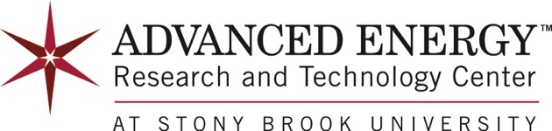 ADVANCED ENERGY™
Research and Technology Center
AT STONY BROOK UNIVERSITY